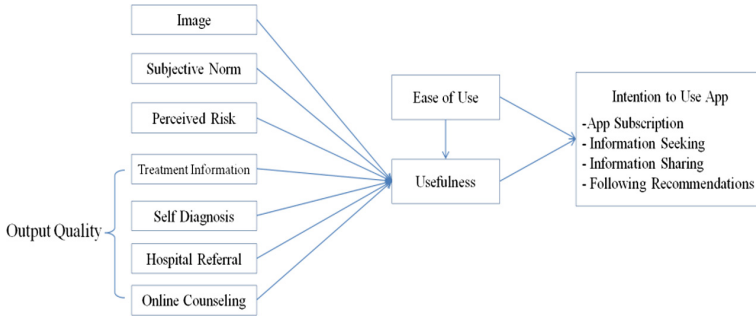 Image
Subjective Norm
Perceived Risk
Treatment Information
Self Diagnosis
Hospital Referral
Online Counseling
Output Quality
Ease of Use
Usefulness
Intention to Use App
-App Subscription
- Information Seeking
- Information Sharing
- Following Recommendations